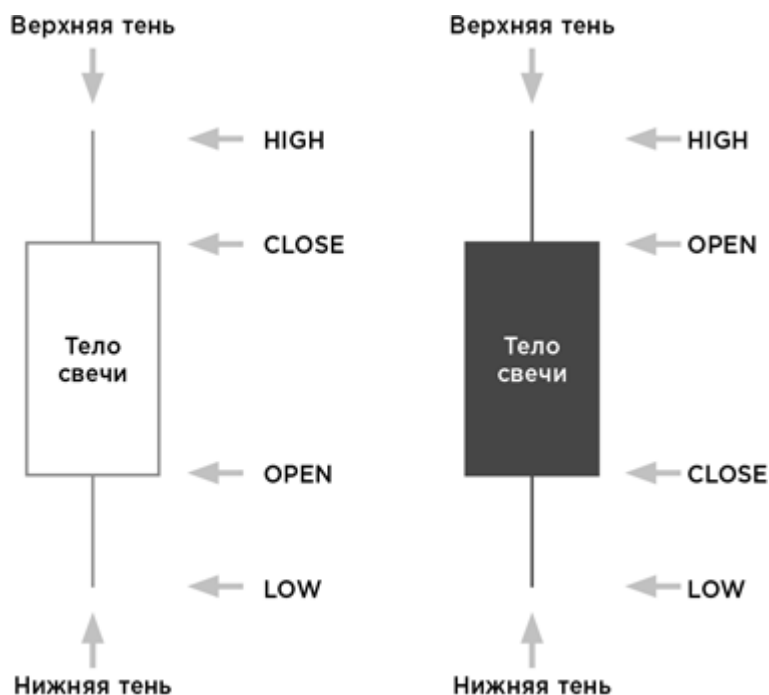 Верхняя тень
HIGH
CLOSE
Тело
свечи
OPEN
LOW
Нижняя тень
Верхняя тень
HIGH
OPEN
Тело
свечи
CLOSE
LOW
Нижняя тень